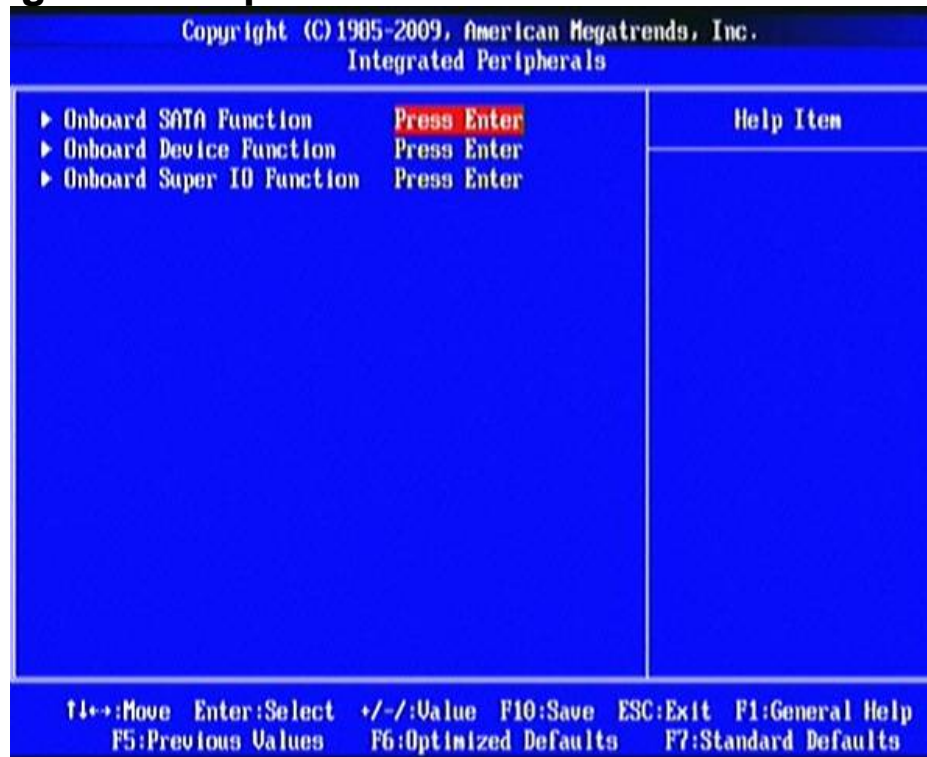 Copyright (C)1985-2009, American Megatrends, Inc.
Integrated Peripherals
► Onboard SATA Function Press Enter
► Onboard Device Function Press Enter
► Onboard Super IO Function Press Enter
Help Item
↑↓↔:Move Enter:Select +/-/:Value F10:Save ESC:Exit F1:General Help
F5:Previous Values F6:Optimized Defaults F7:Standard Defaults